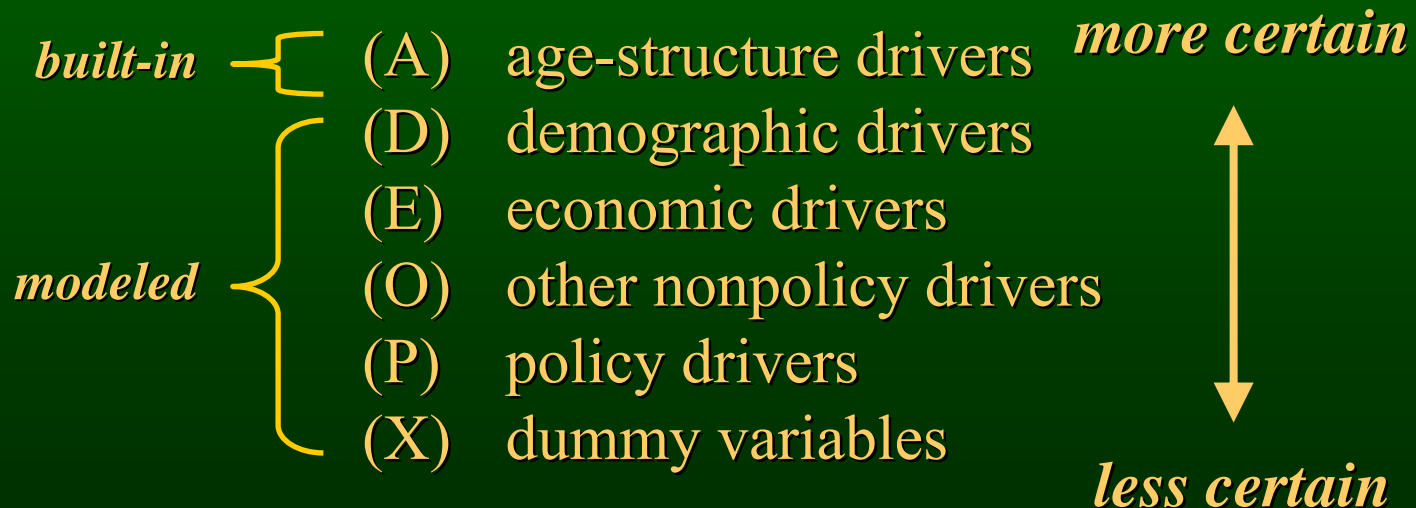 more certain
built-in
(A) age-structure drivers
(D) demographic drivers
(E) economic drivers
modeled
(O) other nonpolicy drivers
(P) policy drivers
(X) dummy variables
less certain